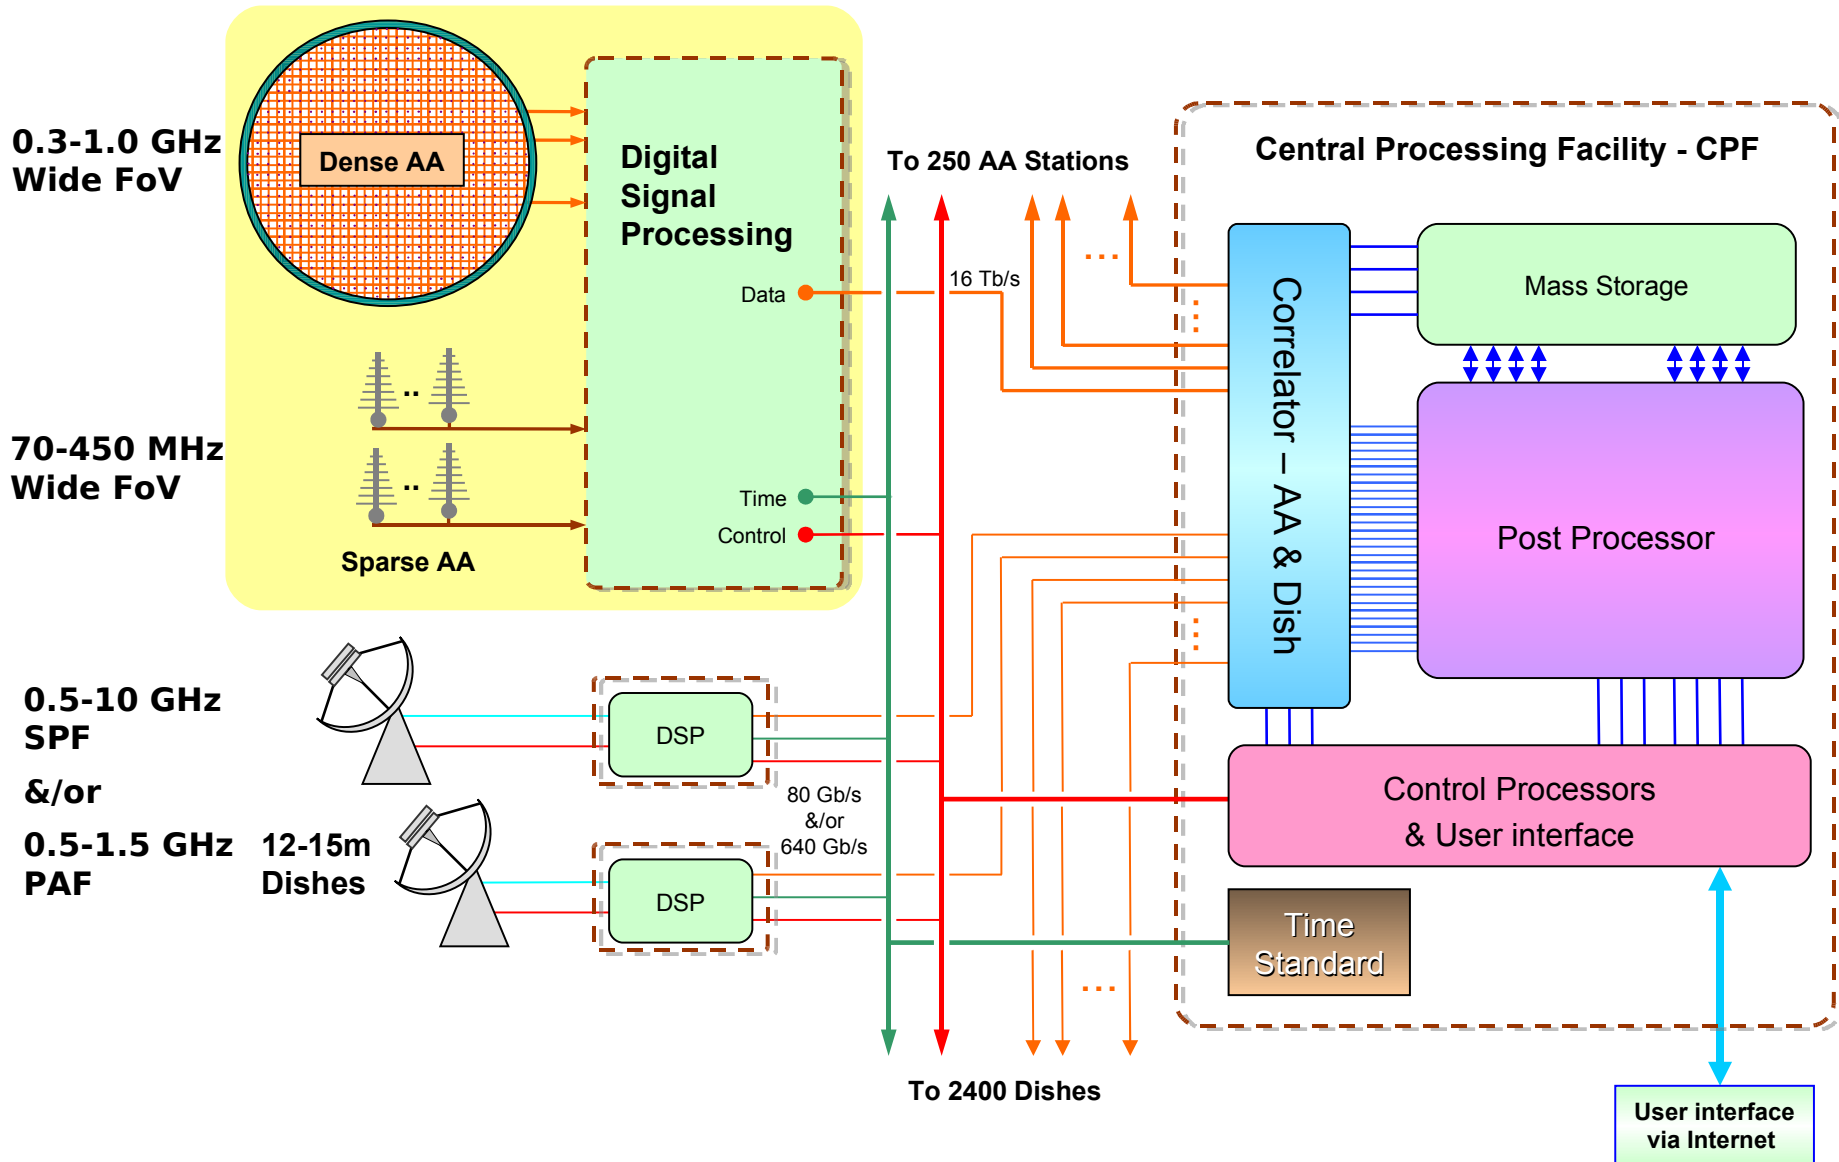 0.3-1.0 GHz
Wide FoV
Dense AA
Digital
Signal
Processing
Data
70-450 MHz
Wide FoV
..
..
Sparse AA
Time
Control
To 250 AA Stations
16 Tb/s
...
...
Central Processing Facility - CPF
Correlator – AA & Dish
Mass Storage
Post Processor
...
0.5-10 GHz
SPF
&/or
0.5-1.5 GHz
PAF
12-15m
Dishes
DSP
80 Gb/s
&/or
640 Gb/s
DSP
Control Processors
& User interface
Time
Standard
...
To 2400 Dishes
User interface
via Internet